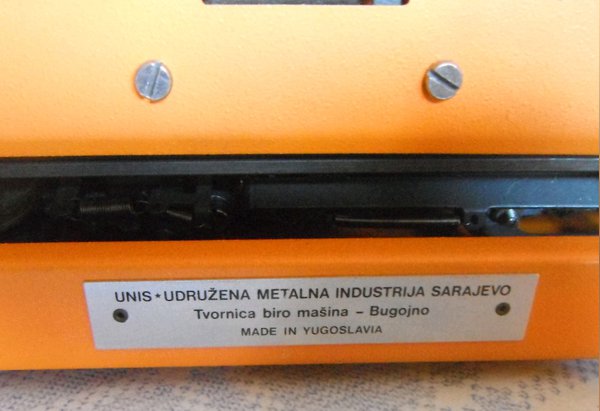 UNIS★UDRUŽENA METALNA INDUSTRIJA SARAJEVO
Tvornica biro mašina – Bugojno
MADE IN YUGOSLAVIA